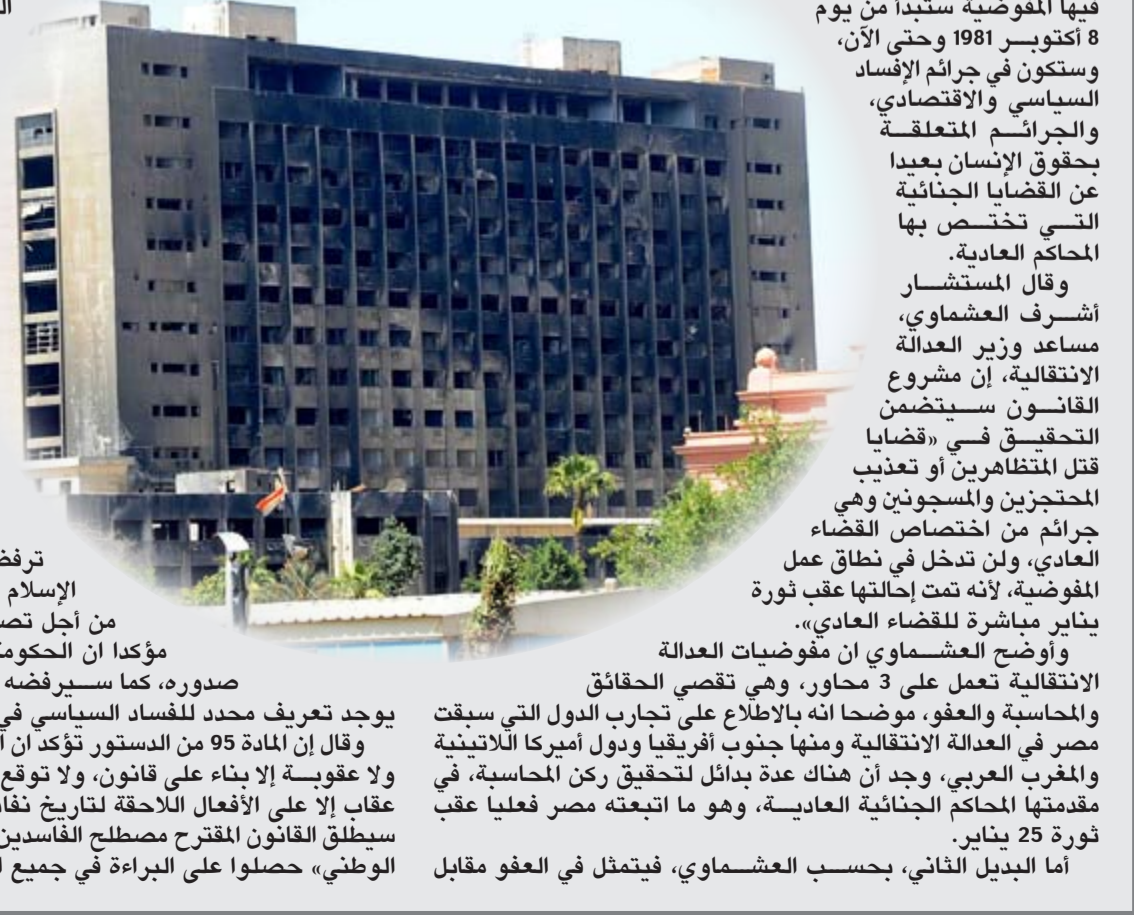 فيها المفوضية ستبدأ من يوم
8 أكتوبر 1981 وحتى الآن،
وستكون في جرائم الإفساد
السياسي والاقتصادي،
والجرائم المتعلقة
بحقوق الإنسان بعيدا
عن القضايا الجنائية
التي تختص بها
المحاكم العادية.
وقال المستشار
أشرف العشماوي،
مساعد وزير العدالة
الانتقالية، إن مشروع
القانون سيتضمن
التحقيق في «قضايا
قتل المتظاهرين أو تعذيب
المحتجزين والمسجونين وهي
جرائم من اختصاص القضاء
العادي، ولن تدخل في نطاق عمل
المفوضية، لأنه تمت إحالتها عقب ثورة
يناير مباشرة للقضاء العادي».
وأوضح العشماوي ان مفوضيات العدالة
الانتقالية تعمل على 3 محاور، وهي تقصي الحقائق
والمحاسبة والعفو، موضحا انه بالاطلاع على تجارب الدول التي سبقت
مصر في العدالة الانتقالية ومنها جنوب أفريقيا ودول أميركا اللاتينية
والمغرب العربي، وجد أن هناك عدة بدائل لتحقيق ركن المحاسبة، في
مقدمتها المحاكم الجنائية العادية، وهو ما اتبعته مصر فعليا عقب
ثورة 25 يناير.
أما البديل الثاني، بحسب العشماوي، فيتمثل في العفو مقابل
الإسلام
من أجل
مؤكدا ان
صدوره، كما سيرفضه
يوجد تعريف محدد للفساد السياسي في
وقال إن المادة 95 من الدستور تؤكد ان
ولا عقوبة إلا بناء على قانون، ولا توقع
عقاب إلا على الأفعال اللاحقة لتاريخ
سيطلق القانون المقترح مصطلح الفاسدين
الوطني» حصلوا على البراءة في جميع